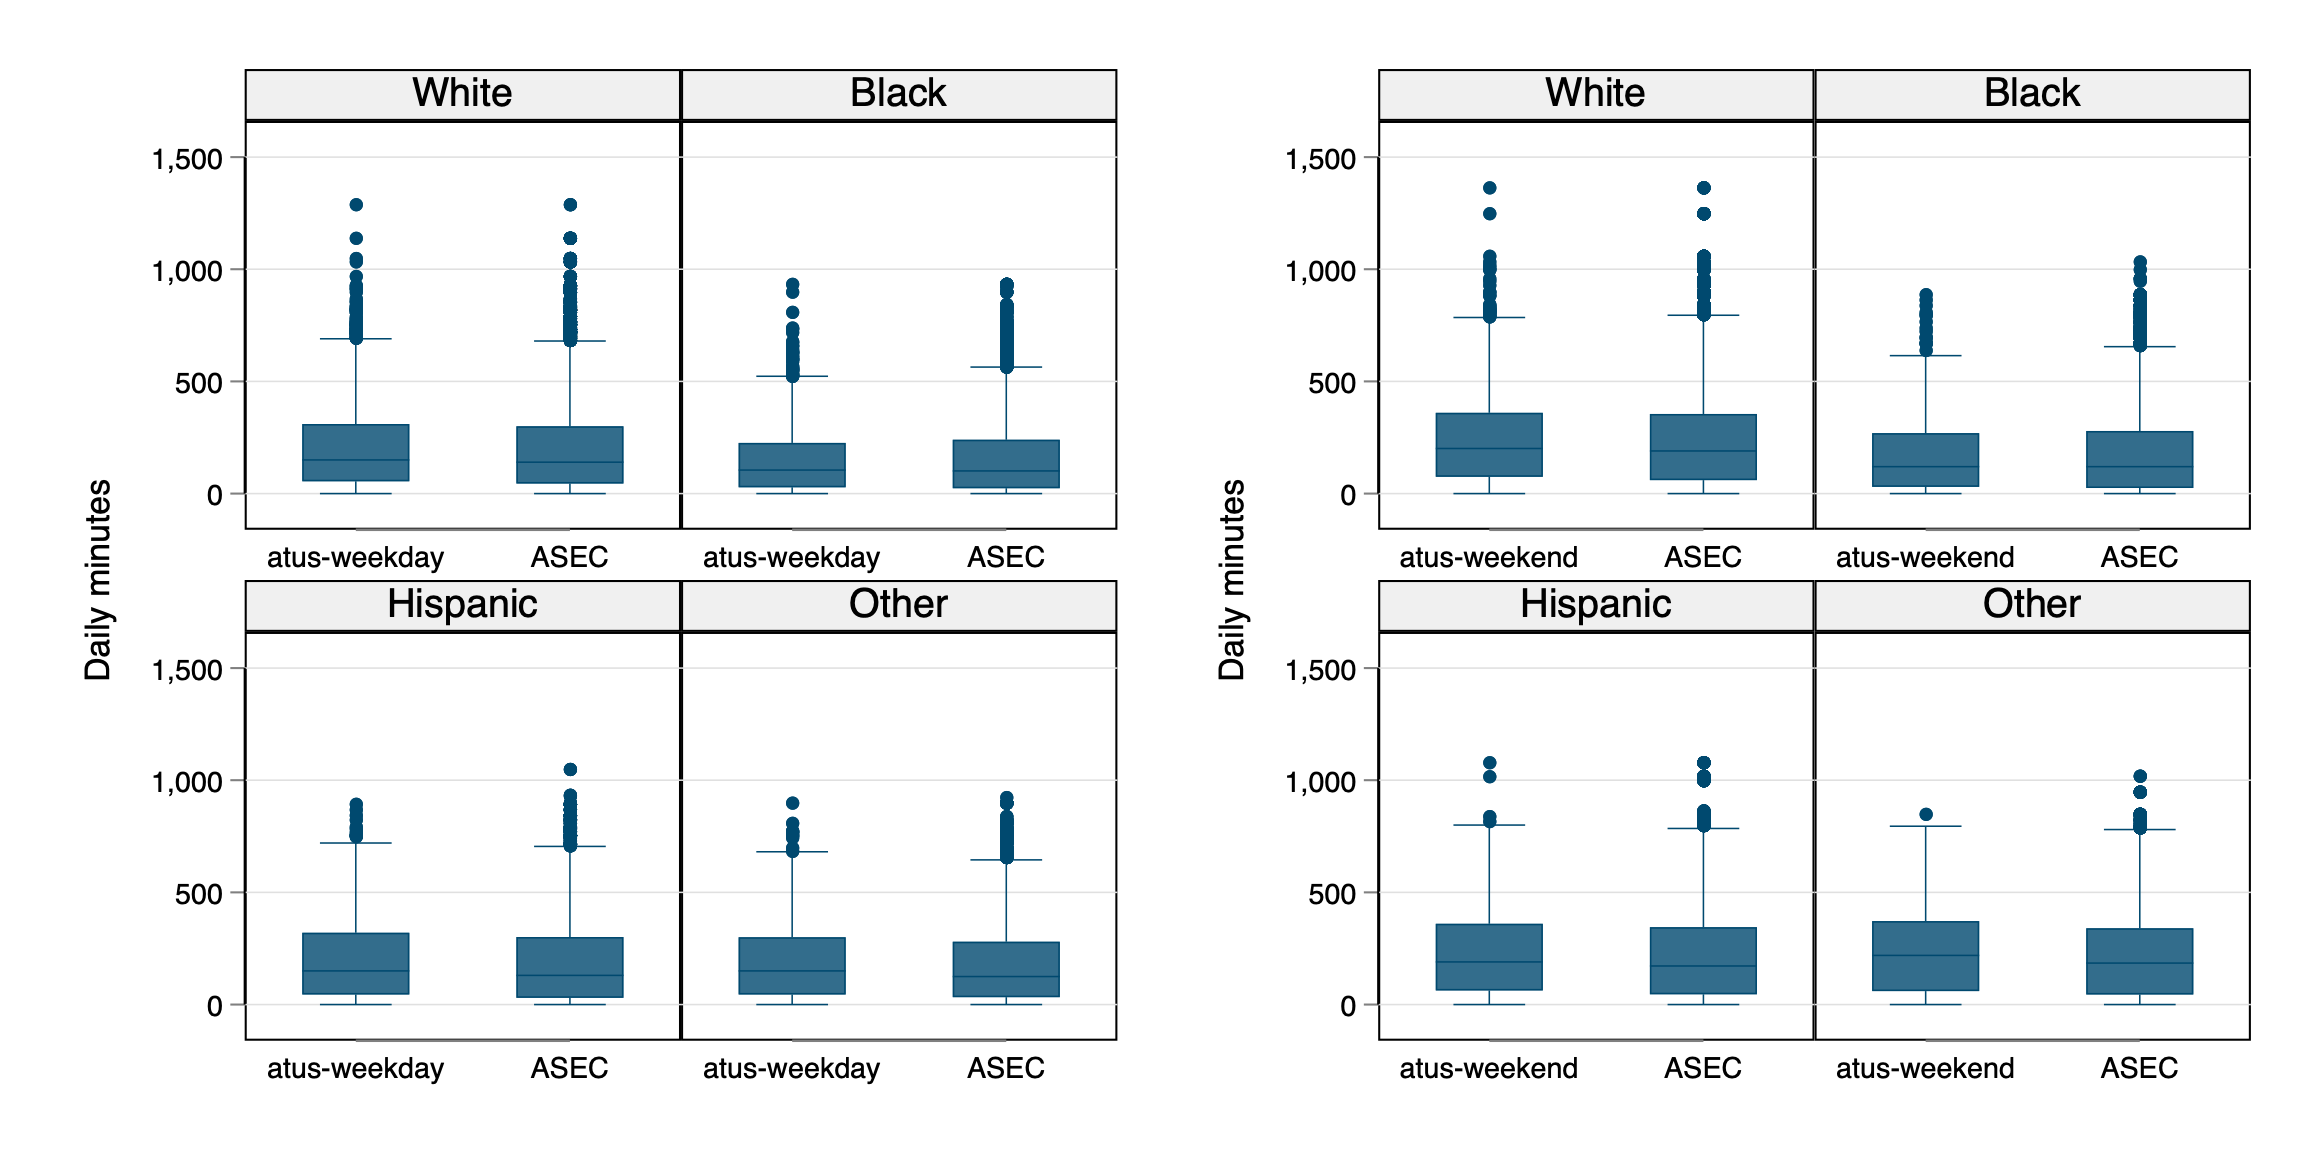 White Black
1,500
1,000
500
0
Daily minutes
atus-weekday ASEC atus-weekday ASEC
Hispanic Other
1,500
1,000
500
0
atus-weekday ASEC atus-weekday ASEC
White Black
1,500
1,000
500
0
Daily minutes
atus-weekend ASEC atus-weekend ASEC
Hispanic Other
1,500
1,000
500
0
atus-weekend ASEC atus-weekend ASEC